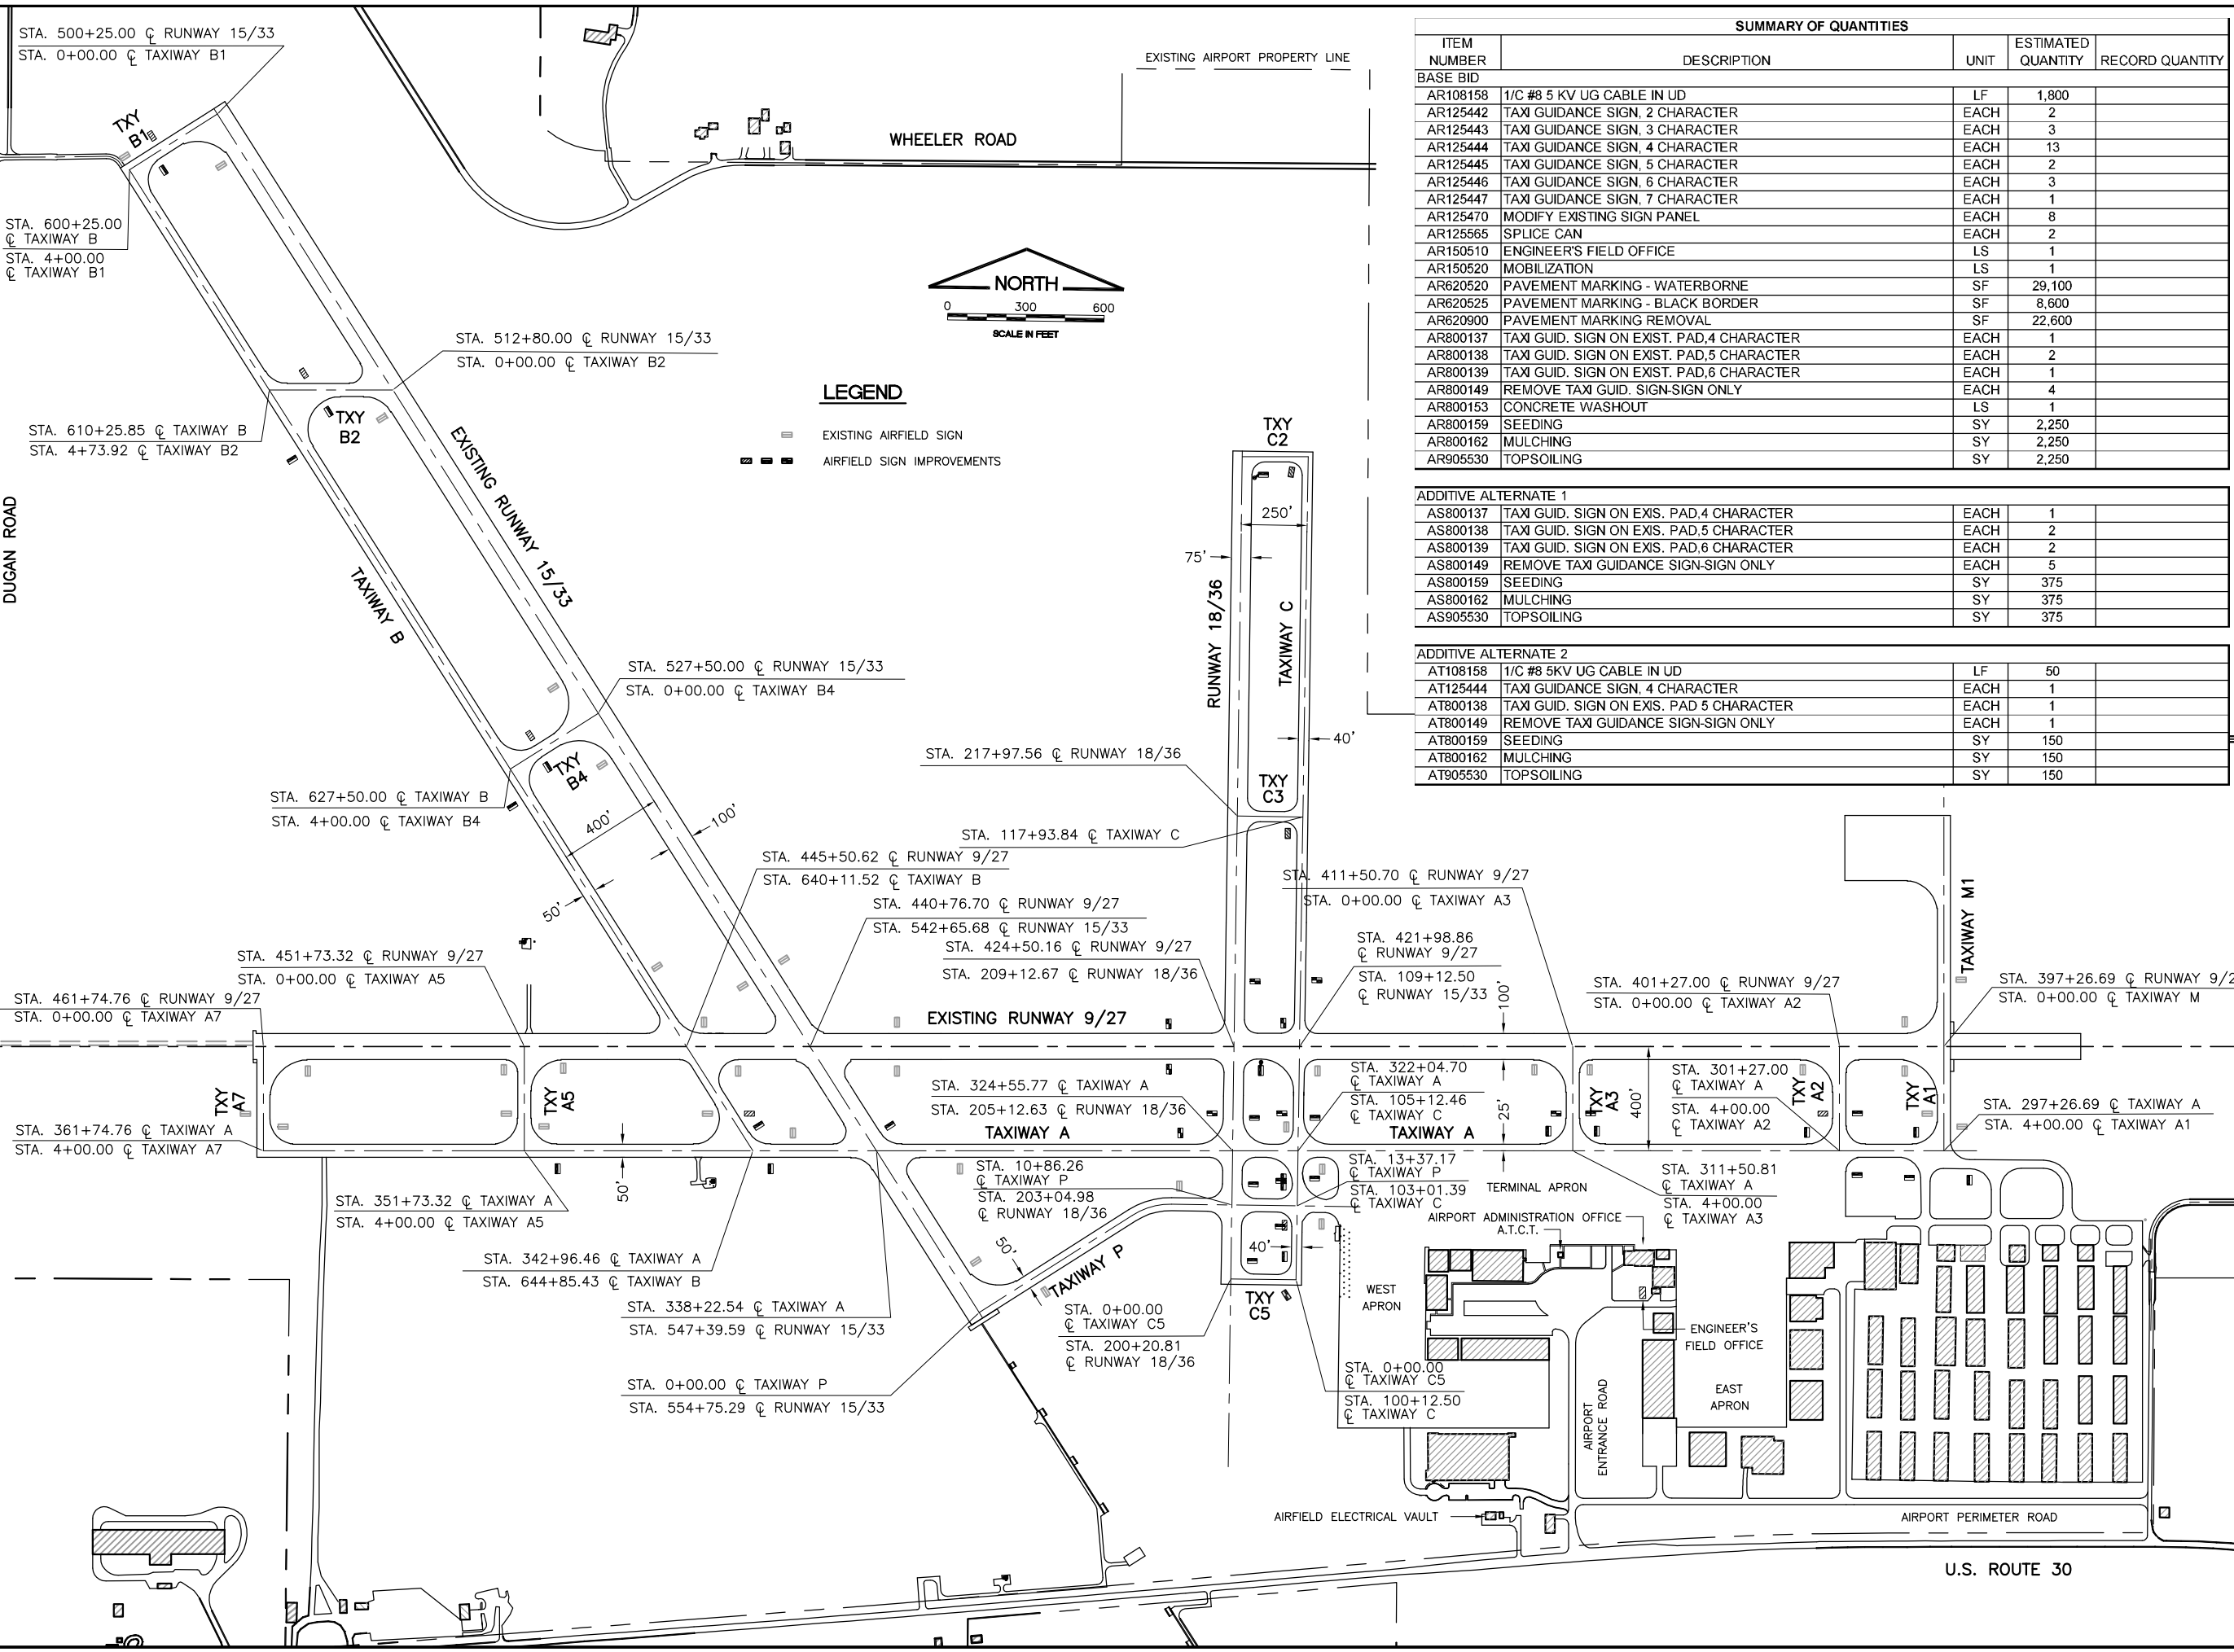 STA. 500+25.00 ℄ RUNWAY 15/33
STA. 0+00.00 ℄ TAXIWAY B1
TXY
B1
STA. 600+25.00
℄ TAXIWAY B
STA. 4+00.00
℄ TAXIWAY B1
EXISTING AIRPORT PROPERTY LINE
WHEELER ROAD
NORTH
0 300 600
SCALE IN FEET
STA. 512+80.00 ℄ RUNWAY 15/33
STA. 0+00.00 ℄ TAXIWAY B2
LEGEND
EXISTING AIRFIELD SIGN
AIRFIELD SIGN IMPROVEMENTS
TXY
B2
STA. 610+25.85 ℄ TAXIWAY B
STA. 4+73.92 ℄ TAXIWAY B2
DUGAN ROAD
EXISTING RUNWAY 15/33
TAXIWAY B
TXY
C2
250'
75'
RUNWAY 18/36
TAXIWAY C
40'
TXY
C3
STA. 527+50.00 ℄ RUNWAY 15/33
STA. 0+00.00 ℄ TAXIWAY B4
STA. 217+97.56 ℄ RUNWAY 18/36
TXY
B4
STA. 627+50.00 ℄ TAXIWAY B
STA. 4+00.00 ℄ TAXIWAY B4
400'
100'
50'
STA. 117+93.84 ℄ TAXIWAY C
STA. 445+50.62 ℄ RUNWAY 9/27
STA. 640+11.52 ℄ TAXIWAY B
STA. 411+50.70 ℄ RUNWAY 9/27
STA. 0+00.00 ℄ TAXIWAY A3
STA. 440+76.70 ℄ RUNWAY 9/27
STA. 542+65.68 ℄ RUNWAY 15/33
STA. 424+50.16 ℄ RUNWAY 9/27
STA. 209+12.67 ℄ RUNWAY 18/36
STA. 421+98.86
℄ RUNWAY 9/27
STA. 109+12.50
℄ RUNWAY 15/33
100'
STA. 451+73.32 ℄ RUNWAY 9/27
STA. 0+00.00 ℄ TAXIWAY A5
STA. 461+74.76 ℄ RUNWAY 9/27
STA. 0+00.00 ℄ TAXIWAY A7
STA. 401+27.00 ℄ RUNWAY 9/27
STA. 0+00.00 ℄ TAXIWAY A2
TAXIWAY M1
STA. 397+26.69 ℄ RUNWAY 9/2
STA. 0+00.00 ℄ TAXIWAY M
EXISTING RUNWAY 9/27
TXY
A7
TXY
A5
STA. 324+55.77 ℄ TAXIWAY A
STA. 205+12.63 ℄ RUNWAY 18/36
STA. 322+04.70
℄ TAXIWAY A
STA. 105+12.46
℄ TAXIWAY C
25'
TXY
A3
400'
STA. 301+27.00
℄ TAXIWAY A
STA. 4+00.00
℄ TAXIWAY A2
TXY
A2
TXY
A1
STA. 297+26.69 ℄ TAXIWAY A
STA. 4+00.00 ℄ TAXIWAY A1
STA. 361+74.76 ℄ TAXIWAY A
STA. 4+00.00 ℄ TAXIWAY A7
TAXIWAY A
TAXIWAY A
STA. 351+73.32 ℄ TAXIWAY A
STA. 4+00.00 ℄ TAXIWAY A5
50'
STA. 10+86.26
℄ TAXIWAY P
STA. 203+04.98
℄ RUNWAY 18/36
STA. 13+37.17
℄ TAXIWAY P
STA. 103+01.39
℄ TAXIWAY C
TERMINAL APRON
STA. 311+50.81
℄ TAXIWAY A
STA. 4+00.00
℄ TAXIWAY A3
AIRPORT ADMINISTRATION OFFICE
A.T.C.T.
STA. 342+96.46 ℄ TAXIWAY A
STA. 644+85.43 ℄ TAXIWAY B
50'
TAXIWAY P
40'
TXY
C5
STA. 338+22.54 ℄ TAXIWAY A
STA. 547+39.59 ℄ RUNWAY 15/33
STA. 0+00.00
℄ TAXIWAY C5
STA. 200+20.81
℄ RUNWAY 18/36
WEST
APRON
ENGINEER'S
FIELD OFFICE
STA. 0+00.00 ℄ TAXIWAY P
STA. 554+75.29 ℄ RUNWAY 15/33
STA. 0+00.00
℄ TAXIWAY C5
STA. 100+12.50
℄ TAXIWAY C
EAST
APRON
AIRPORT
ENTRANCE ROAD
AIRFIELD ELECTRICAL VAULT
AIRPORT PERIMETER ROAD
U.S. ROUTE 30
SUMMARY OF QUANTITIES
ITEM NUMBER DESCRIPTION UNIT ESTIMATED QUANTITY RECORD QUANTITY
BASE BID
AR108158 1/C #8 5 KV UG CABLE IN UD LF 1,800
AR125442 TAXI GUIDANCE SIGN, 2 CHARACTER EACH 2
AR125443 TAXI GUIDANCE SIGN, 3 CHARACTER EACH 3
AR125444 TAXI GUIDANCE SIGN, 4 CHARACTER EACH 13
AR125445 TAXI GUIDANCE SIGN, 5 CHARACTER EACH 2
AR125446 TAXI GUIDANCE SIGN, 6 CHARACTER EACH 3
AR125447 TAXI GUIDANCE SIGN, 7 CHARACTER EACH 1
AR125470 MODIFY EXISTING SIGN PANEL EACH 8
AR125565 SPLICE CAN EACH 2
AR150510 ENGINEER'S FIELD OFFICE LS 1
AR150520 MOBILIZATION LS 1
AR620520 PAVEMENT MARKING - WATERBORNE SF 29,100
AR620525 PAVEMENT MARKING - BLACK BORDER SF 8,600
AR620900 PAVEMENT MARKING REMOVAL SF 22,600
AR800137 TAXI GUID. SIGN ON EXIST. PAD,4 CHARACTER EACH 1
AR800138 TAXI GUID. SIGN ON EXIST. PAD,5 CHARACTER EACH 2
AR800139 TAXI GUID. SIGN ON EXIST. PAD,6 CHARACTER EACH 1
AR800149 REMOVE TAXI GUID. SIGN-SIGN ONLY EACH 4
AR800153 CONCRETE WASHOUT LS 1
AR800159 SEEDING SY 2,250
AR800162 MULCHING SY 2,250
AR905530 TOPSOILING SY 2,250
ADDITIVE ALTERNATE 1
AS800137 TAXI GUID. SIGN ON EXIS. PAD,4 CHARACTER EACH 1
AS800138 TAXI GUID. SIGN ON EXIS. PAD,5 CHARACTER EACH 2
AS800139 TAXI GUID. SIGN ON EXIS. PAD,6 CHARACTER EACH 2
AS800149 REMOVE TAXI GUIDANCE SIGN-SIGN ONLY EACH 5
AS800159 SEEDING SY 375
AS800162 MULCHING SY 375
AS905530 TOPSOILING SY 375
ADDITIVE ALTERNATE 2
AT108158 1/C #8 5KV UG CABLE IN UD LF 50
AT125444 TAXI GUIDANCE SIGN, 4 CHARACTER EACH 1
AT800138 TAXI GUID. SIGN ON EXIS. PAD 5 CHARACTER EACH 1
AT800149 REMOVE TAXI GUIDANCE SIGN-SIGN ONLY EACH 1
AT800159 SEEDING SY 150
AT800162 MULCHING SY 150
AT905530 TOPSOILING SY 150